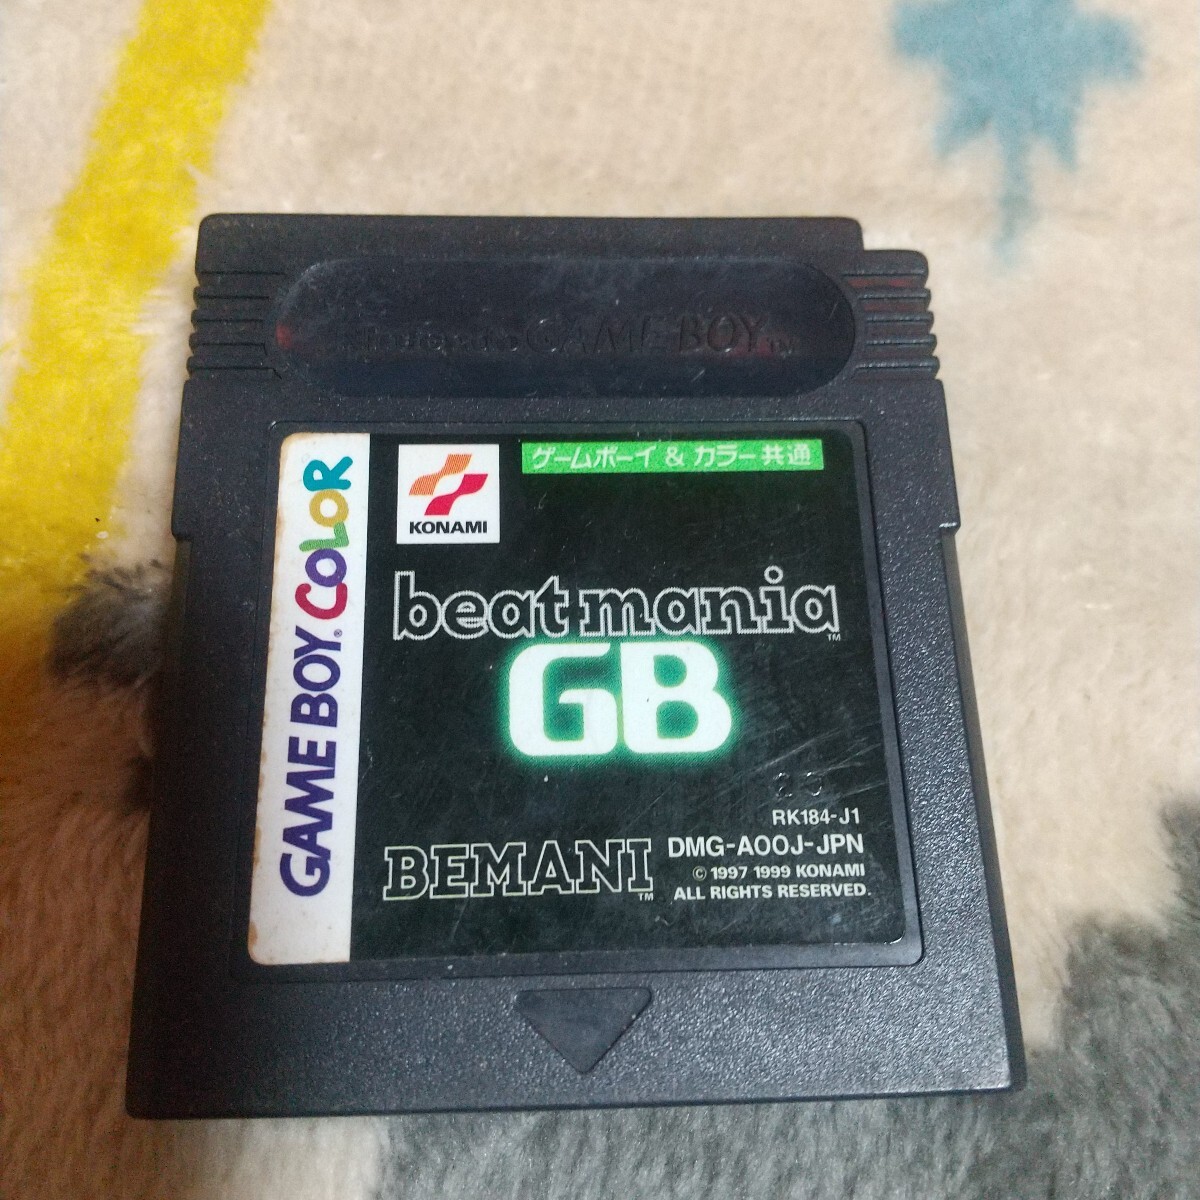 Nintendo GAME BOY™
GAME BOY® COLOR
KONAMI
ゲームボーイ & カラー共通
beatmania™
GB
RK184-J1
BEMANI™
DMG-A00J-JPN
© 1997 1999 KONAMI
ALL RIGHTS RESERVED.